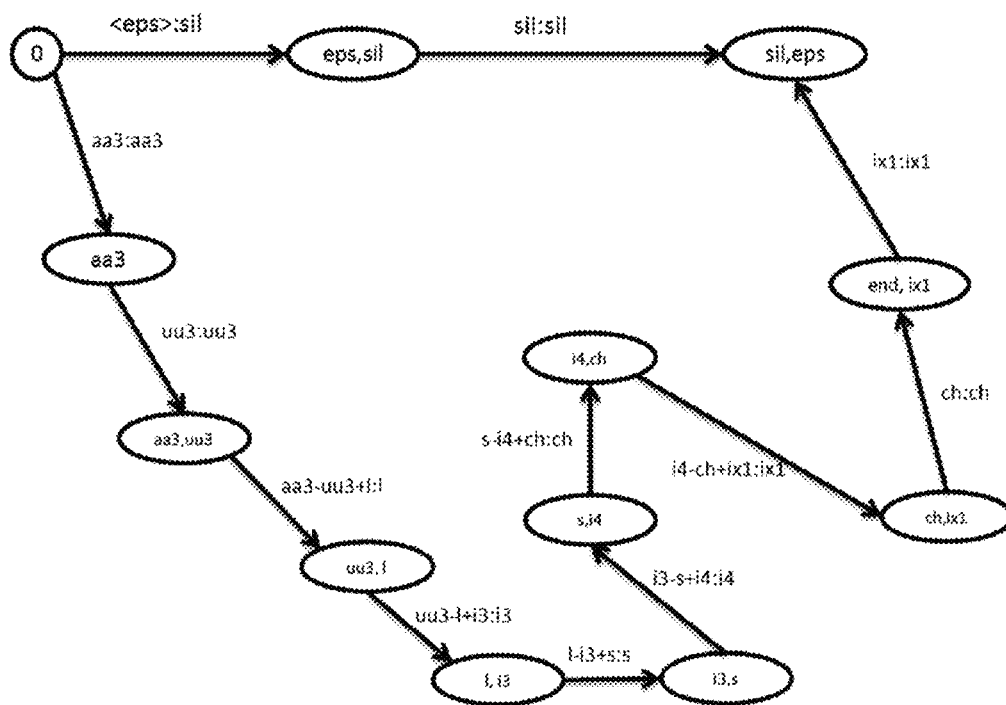 <eps>:sil
sil:sil
0
eps,sil
sil,eps
aa3:aa3
ix1:ix1
aa3
end, ix1
uu3:uu3
i4,ch
ch:ch
aa3,uu3
s-i4+ch:ch
i4-ch+ix1:ix1
aa3-uu3+l:l
s,i4
ch,ix1
uu3,l
i3-s+i4:i4
uu3-l+i3:i3
l-i3+s:s
l, i3
i3,s